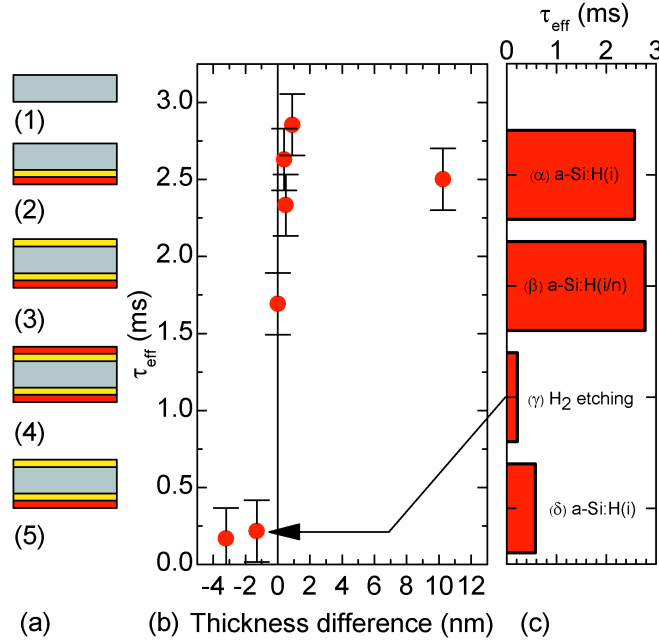 τeff (ms)
0 1 2 3
(1)
(2)
(3)
(4)
(5)
(a)
τeff (ms)
3.0
2.5
2.0
1.5
1.0
0.5
0.0
-4 -2 0 2 4 6 8 10 12
(b) Thickness difference (nm)
(α) a-Si:H(i)
(β) a-Si:H(i/n)
(γ) H2 etching
(δ) a-Si:H(i)
(c)